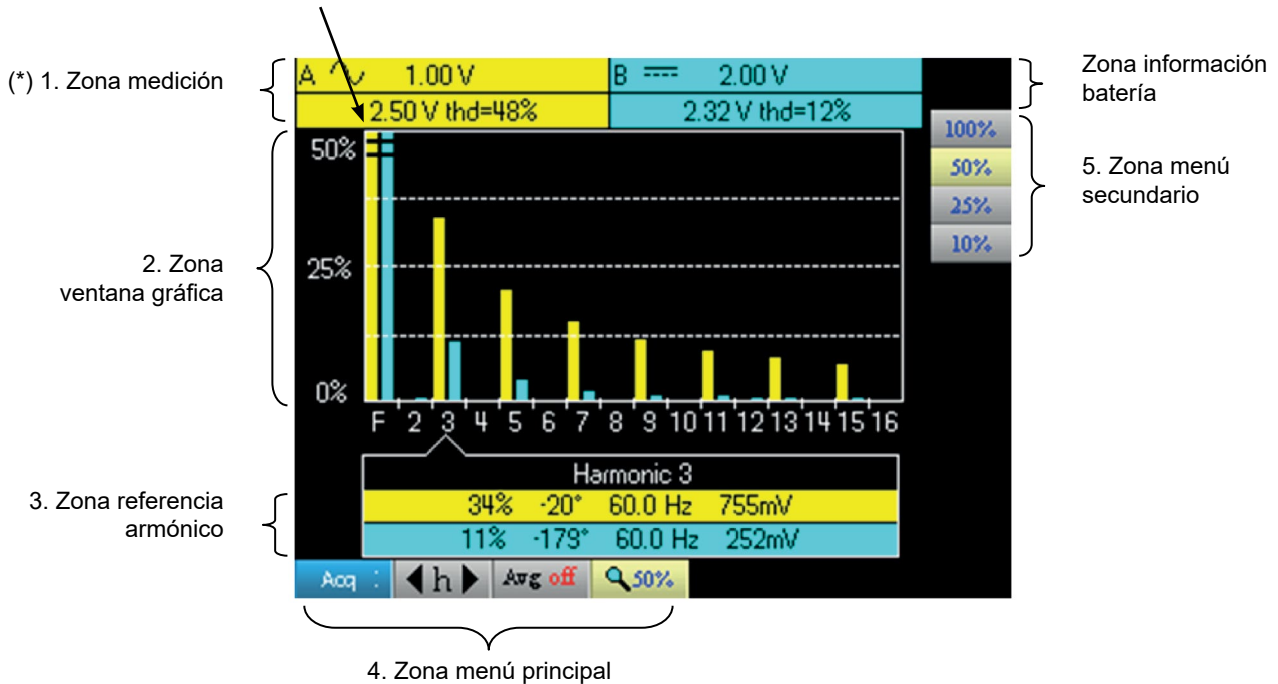 (*) 1. Zona medición
A 1.00 V
B 2.00 V
2.50 V thd=48%
2.32 V thd=12%
Zona información
batería
100%
50%
25%
10%
5. Zona menú
secundario
2. Zona
ventana gráfica
50%
25%
0%
F 2 3 4 5 6 7 8 9 10 11 12 13 14 15 16
3. Zona referencia
armónico
Harmonic 3
34% -20° 60.0 Hz 755mV
11% -179° 60.0 Hz 252mV
Acq : h Avg off 50%
4. Zona menú principal